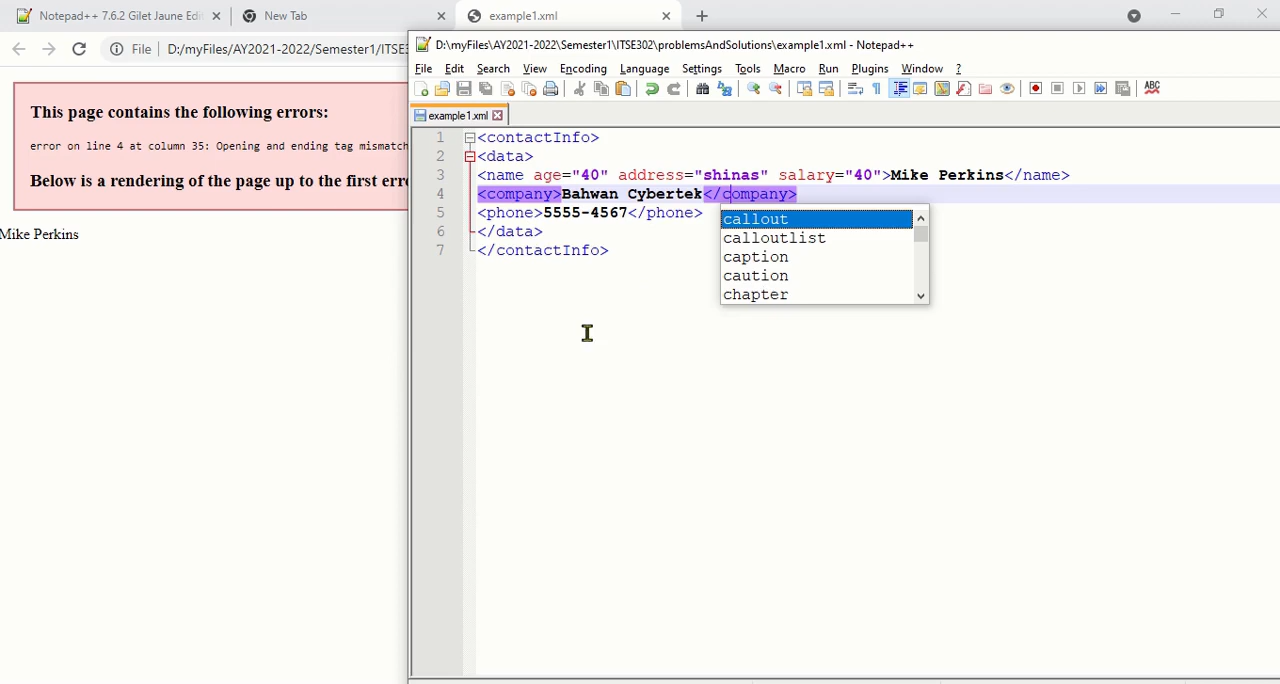 Notepad++ 7.6.2 Gilet Jaune Edi
New Tab
example1.xml
File
D:/myFiles/AY2021-2022/Semester1/ITSE
This page contains the following errors:
error on line 4 at column 35: Opening and ending tag mismatch
Below is a rendering of the page up to the first erro
Mike Perkins
D:\myFiles\AY2021-2022\Semester1\ITSE302\problemsAndSolutions\example1.xml - Notepad++
File Edit Search View Encoding Language Settings Tools Macro Run Plugins Window ?
ABC
example1.xml
1 <contactInfo>
2 <data>
3 <name age="40" address="shinas" salary="40">Mike Perkins</name>
4 <company>Bahwan Cybertek</company>
5 <phone>5555-4567</phone>
6 </data>
7 </contactInfo>
callout
calloutlist
caption
caution
chapter